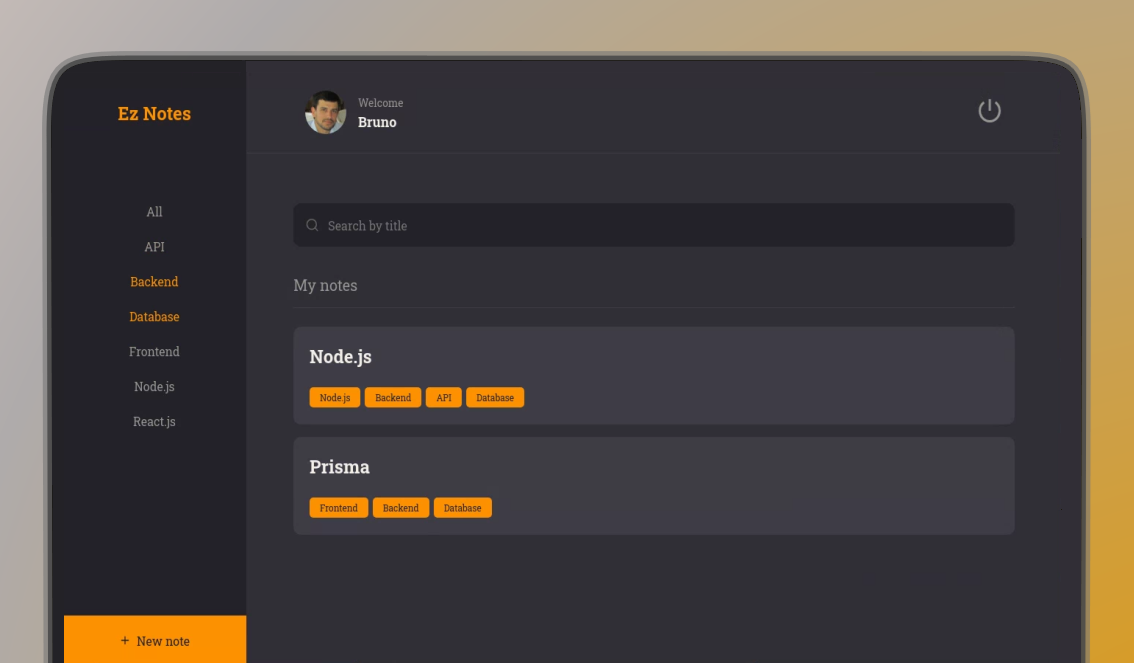 Ez Notes
Welcome
Bruno
All
API
Backend
Database
Frontend
Node.js
React.js
Search by title
My notes
Node.js
Node.js Backend API Database
Prisma
Frontend Backend Database
+ New note